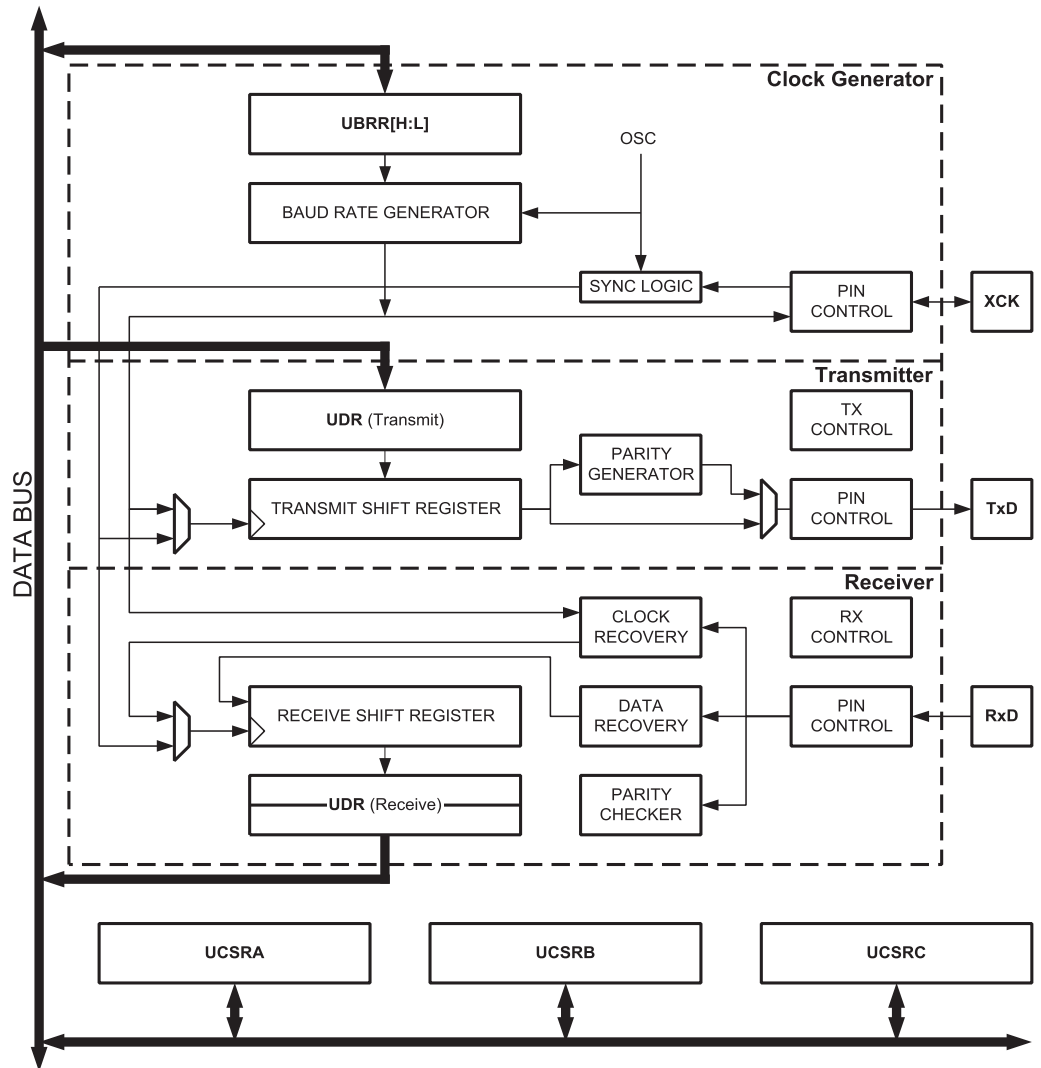 Clock Generator
UBRR[H:L]
OSC
BAUD RATE GENERATOR
SYNC LOGIC
PIN
CONTROL
XCK
Transmitter
UDR (Transmit)
TX
CONTROL
PARITY
GENERATOR
TRANSMIT SHIFT REGISTER
PIN
CONTROL
TxD
DATA BUS
Receiver
CLOCK
RECOVERY
RX
CONTROL
RECEIVE SHIFT REGISTER
DATA
RECOVERY
PIN
CONTROL
RxD
UDR (Receive)
PARITY
CHECKER
UCSRA
UCSRB
UCSRC